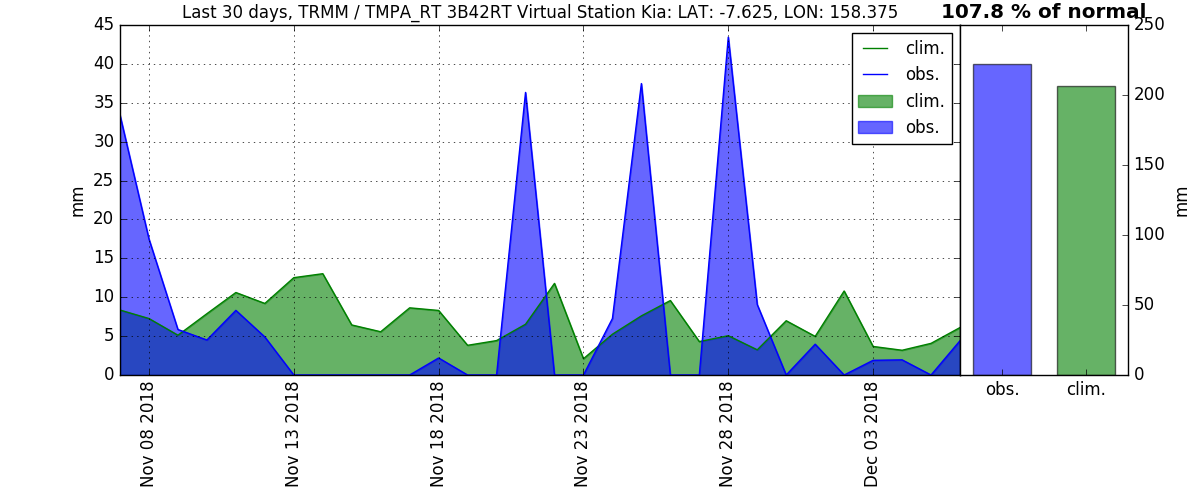 Last 30 days, TRMM / TMPA_RT 3B42RT Virtual Station Kia: LAT: -7.625, LON: 158.375
107.8 % of normal
45
40
35
30
25
20
15
10
5
0
mm
clim.
obs.
clim.
obs.
Nov 08 2018
Nov 13 2018
Nov 18 2018
Nov 23 2018
Nov 28 2018
Dec 03 2018
250
200
150
100
50
0
mm
obs.
clim.